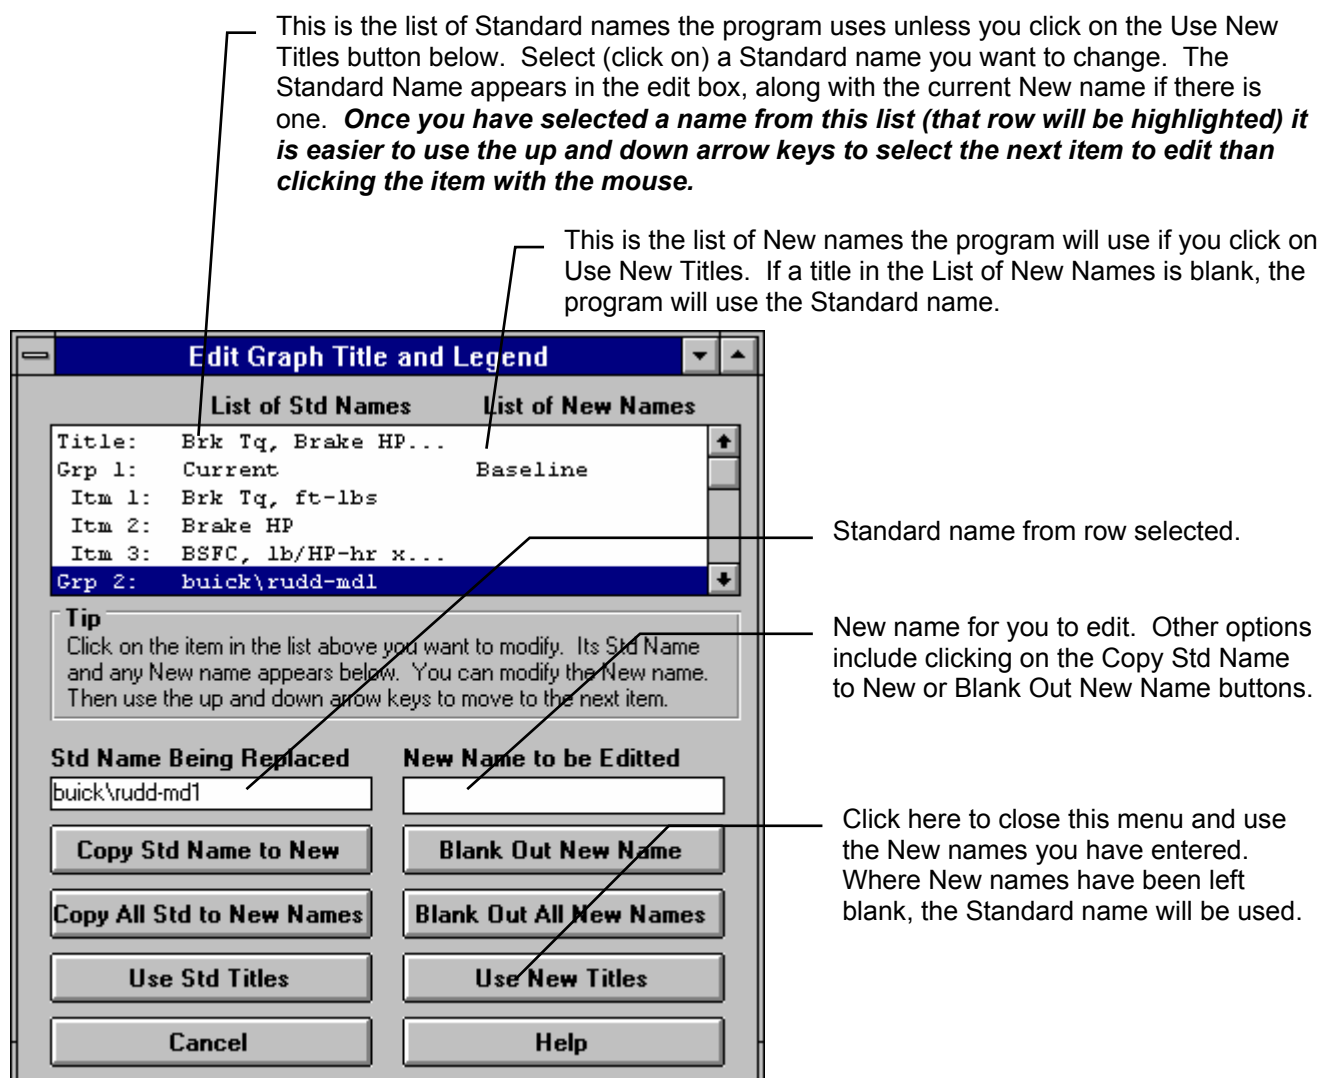 This is the list of Standard names the program uses unless you click on the Use New
Titles button below.  Select (click on) a Standard name you want to change.  The
Standard Name appears in the edit box, along with the current New name if there is
one.  Once you have selected a name from this list (that row will be highlighted) it
is easier to use the up and down arrow keys to select the next item to edit than
clicking the item with the mouse.
This is the list of New names the program will use if you click on
Use New Titles.  If a title in the List of New Names is blank, the
program will use the Standard name.
Edit Graph Title and Legend
List of Std Names List of New Names
Title: Brk Tq, Brake HP...
Grp 1: Current Baseline
Itm 1: Brk Tq, ft-lbs
Itm 2: Brake HP
Itm 3: BSFC, lb/HP-hr x...
Grp 2: buick\rudd-md1
Standard name from row selected.
Tip
Click on the item in the list above you want to modify.  Its Std Name
and any New name appears below.  You can modify the New name.
Then use the up and down arrow keys to move to the next item.
New name for you to edit.  Other options
include clicking on the Copy Std Name
to New or Blank Out New Name buttons.
Std Name Being Replaced New Name to be Editted
buick\rudd-md1
Copy Std Name to New Blank Out New Name
Copy All Std to New Names Blank Out All New Names
Use Std Titles Use New Titles
Cancel Help
Click here to close this menu and use
the New names you have entered.
Where New names have been left
blank, the Standard name will be used.